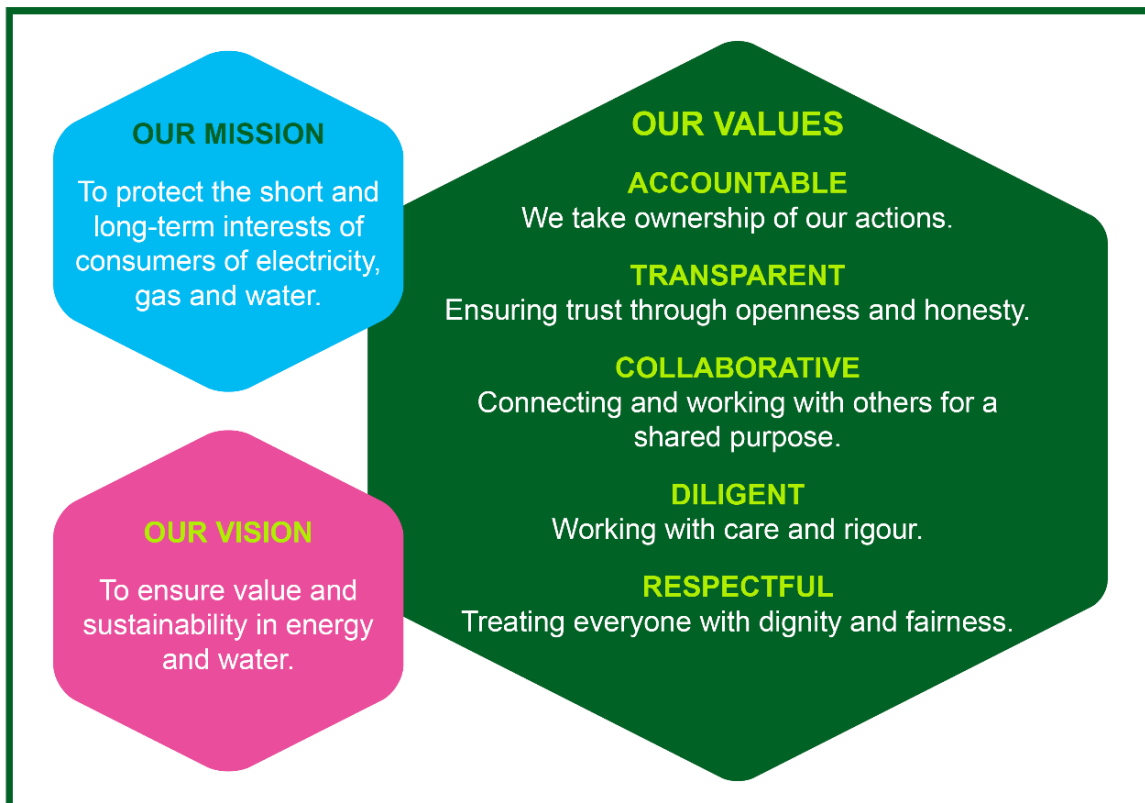 OUR MISSION
To protect the short and
long-term interests of
consumers of electricity,
gas and water.
OUR VISION
To ensure value and
sustainability in energy
and water.
OUR VALUES
ACCOUNTABLE
We take ownership of our actions.
TRANSPARENT
Ensuring trust through openness and honesty.
COLLABORATIVE
Connecting and working with others for a
shared purpose.
DILIGENT
Working with care and rigour.
RESPECTFUL
Treating everyone with dignity and fairness.